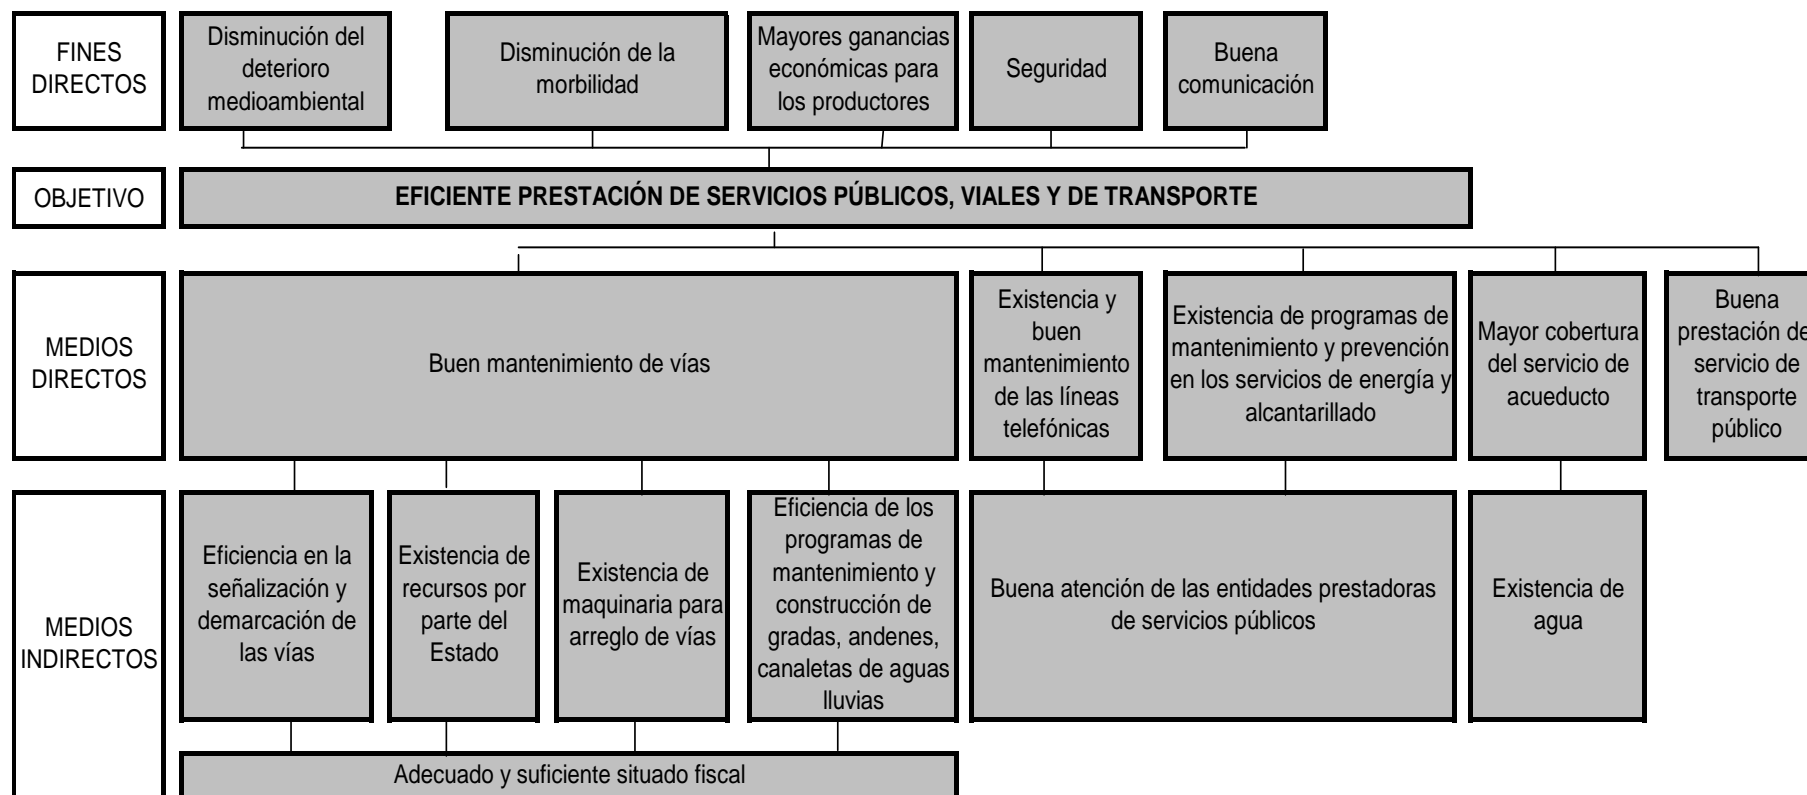 FINES
DIRECTOS
Disminución del
deterioro
medioambiental
Disminución de la
morbilidad
Mayores ganancias
económicas para
los productores
Seguridad
Buena
comunicación
OBJETIVO
EFICIENTE PRESTACIÓN DE SERVICIOS PÚBLICOS, VIALES Y DE TRANSPORTE
MEDIOS
DIRECTOS
Buen mantenimiento de vías
Existencia y
buen
mantenimiento
de las líneas
telefónicas
Existencia de programas de
mantenimiento y prevención
en los servicios de energía y
alcantarillado
Mayor cobertura
del servicio de
acueducto
Buena
prestación de
servicio de
transporte
público
MEDIOS
INDIRECTOS
Eficiencia en la
señalización y
demarcación de
las vías
Existencia de
recursos por
parte del
Estado
Existencia de
maquinaria para
arreglo de vías
Eficiencia de los
programas de
mantenimiento y
construcción de
gradas, andenes,
canaletas de aguas
lluvias
Buena atención de las entidades prestadoras
de servicios públicos
Existencia de
agua
Adecuado y suficiente situado fiscal